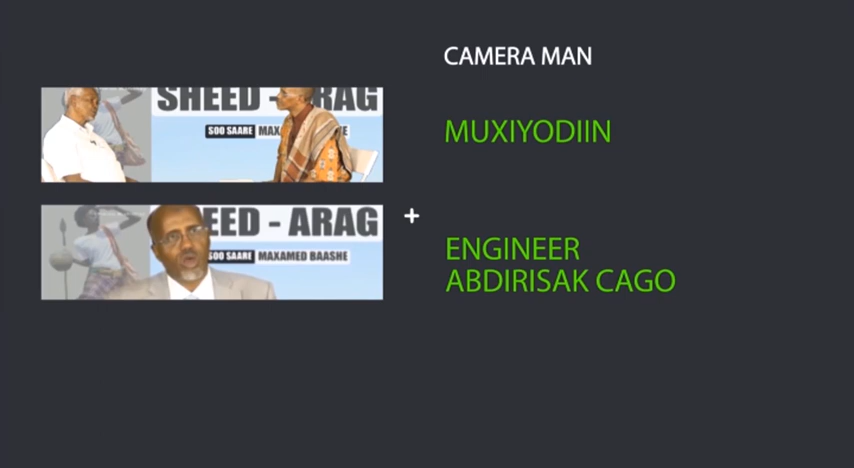 CAMERA MAN
SHEED - ARAG
SOO SAARE
MUXIYODIIN
EED - ARAG
SOO SAARE MAXAMED BAASHE
+
ENGINEER
ABDIRISAK CAGO